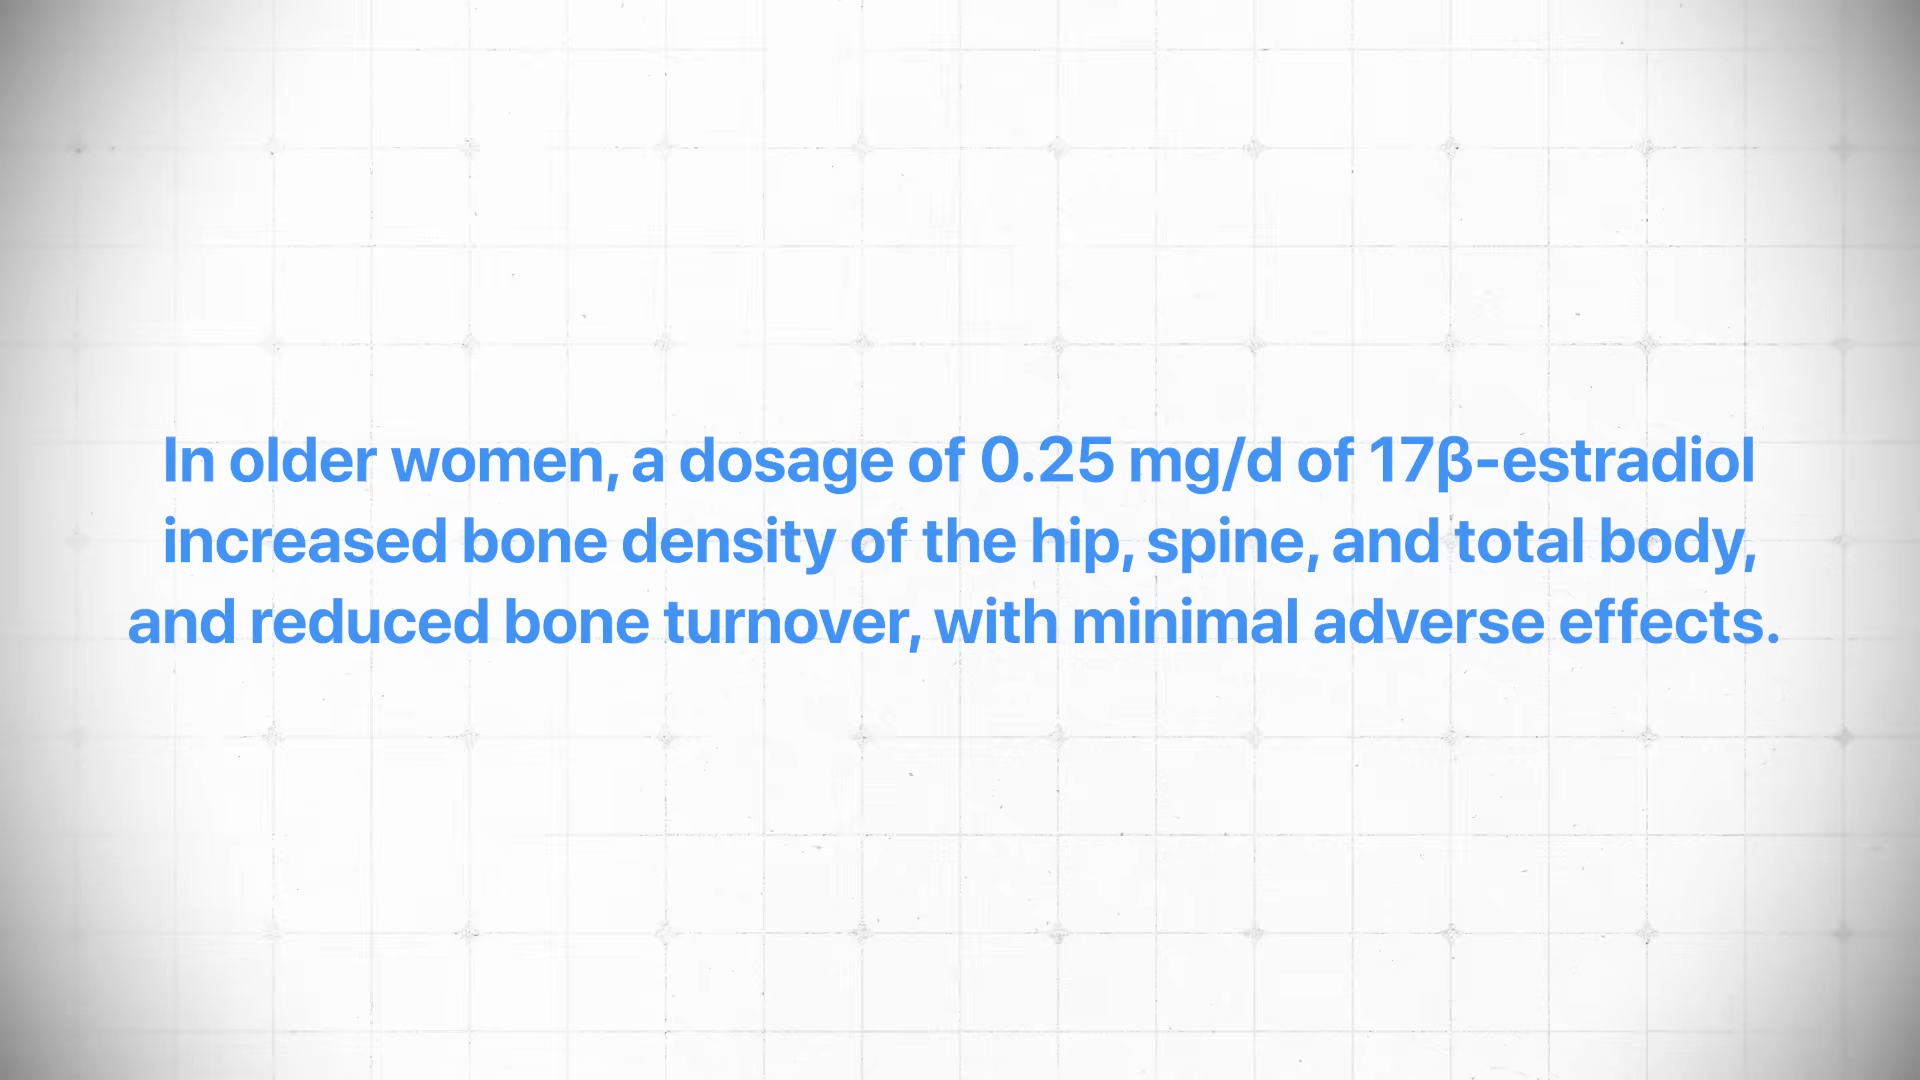 In older women, a dosage of 0.25 mg/d of 17β-estradiol
increased bone density of the hip, spine, and total body,
and reduced bone turnover, with minimal adverse effects.